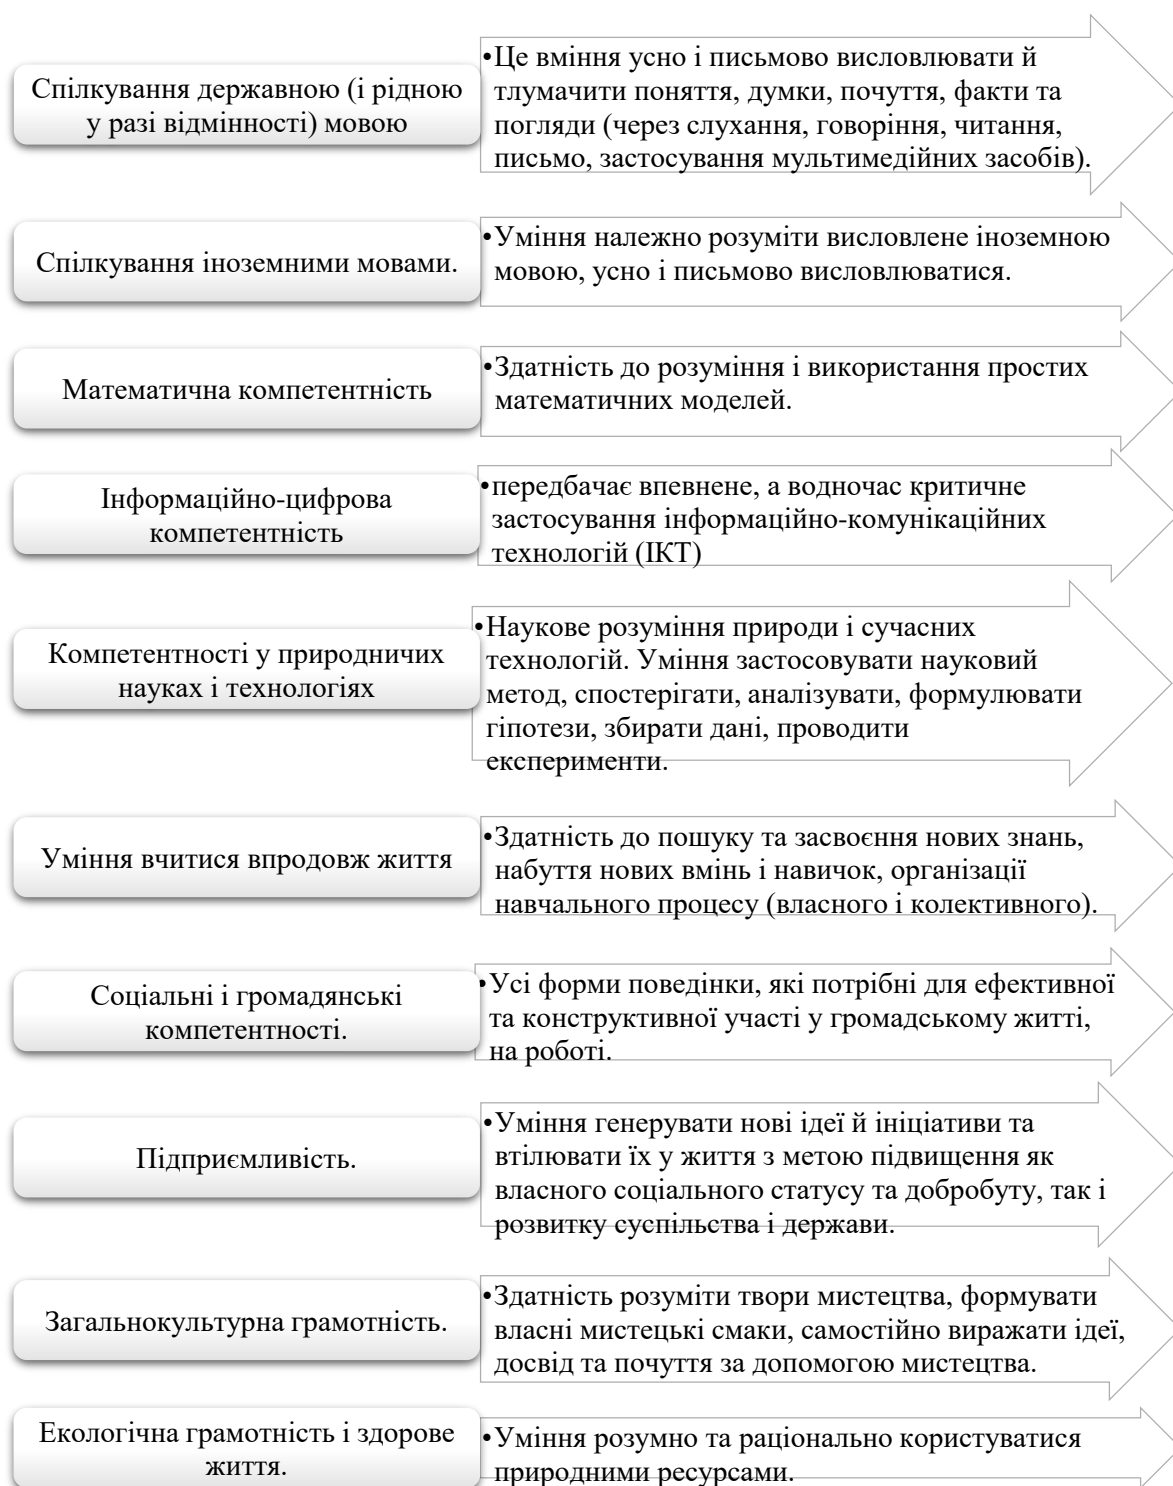 Спілкування державною (і рідною
у разі відмінності) мовою
•Це вміння усно і письмово висловлювати й
тлумачити поняття, думки, почуття, факти та
погляди (через слухання, говоріння, читання,
письмо, застосування мультимедійних засобів).
Спілкування іноземними мовами.
•Уміння належно розуміти висловлене іноземною
мовою, усно і письмово висловлюватися.
Математична компетентність
•Здатність до розуміння і використання простих
математичних моделей.
Інформаційно-цифрова
компетентність
•передбачає впевнене, а водночас критичне
застосування інформаційно-комунікаційних
технологій (ІКТ)
Компетентності у природничих
науках і технологіях
•Наукове розуміння природи і сучасних
технологій. Уміння застосовувати науковий
метод, спостерігати, аналізувати, формулювати
гіпотези, збирати дані, проводити
експерименти.
Уміння вчитися впродовж життя
•Здатність до пошуку та засвоєння нових знань,
набуття нових вмінь і навичок, організації
навчального процесу (власного і колективного).
Соціальні і громадянські
компетентності.
•Усі форми поведінки, які потрібні для ефективної
та конструктивної участі у громадському житті,
на роботі.
Підприємливість.
•Уміння генерувати нові ідеї й ініціативи та
втілювати їх у життя з метою підвищення як
власного соціального статусу та добробуту, так і
розвитку суспільства і держави.
Загальнокультурна грамотність.
•Здатність розуміти твори мистецтва, формувати
власні мистецькі смаки, самостійно виражати ідеї,
досвід та почуття за допомогою мистецтва.
Екологічна грамотність і здорове
життя.
•Уміння розумно та раціонально користуватися
природними ресурсами.